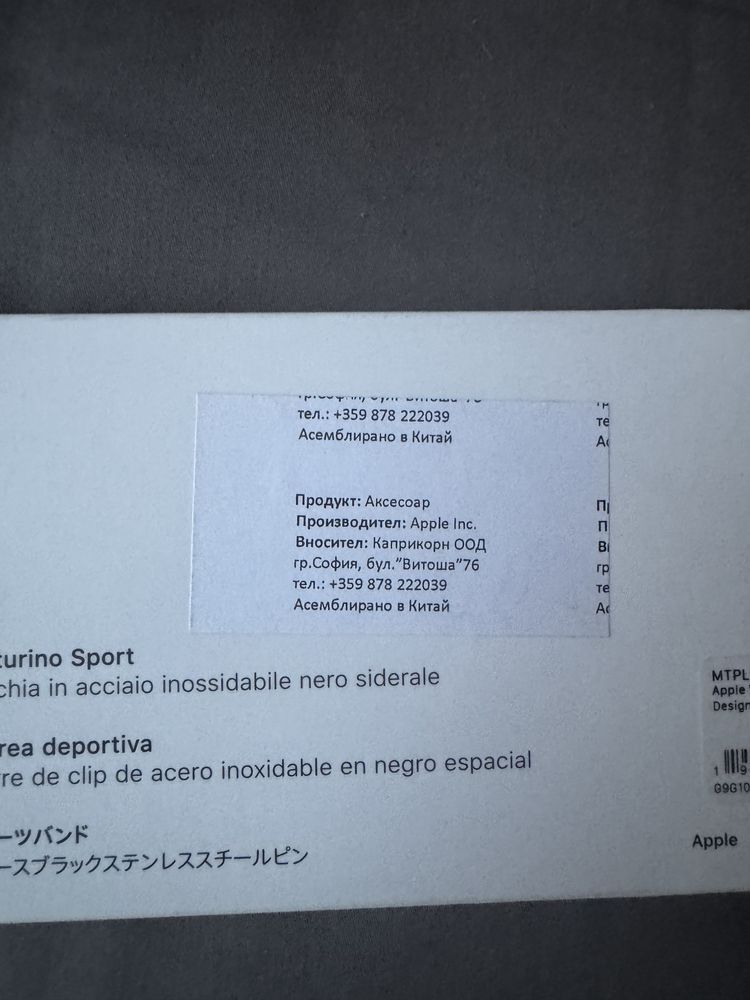 тел.: +359 878 222039
Асемблирано в Китай
Продукт: Аксесоар
Производител: Apple Inc.
Вносител: Каприкорн ООД
гр.София, бул.”Витоша”76
тел.: +359 878 222039
Асемблирано в Китай
turino Sport
chia in acciaio inossidabile nero siderale
rea deportiva
re de clip de acero inoxidable en negro espacial
ーツバンド
ースブラックステンレススチールピン
MTPL
Apple
Design
1 9
G9G10
Apple